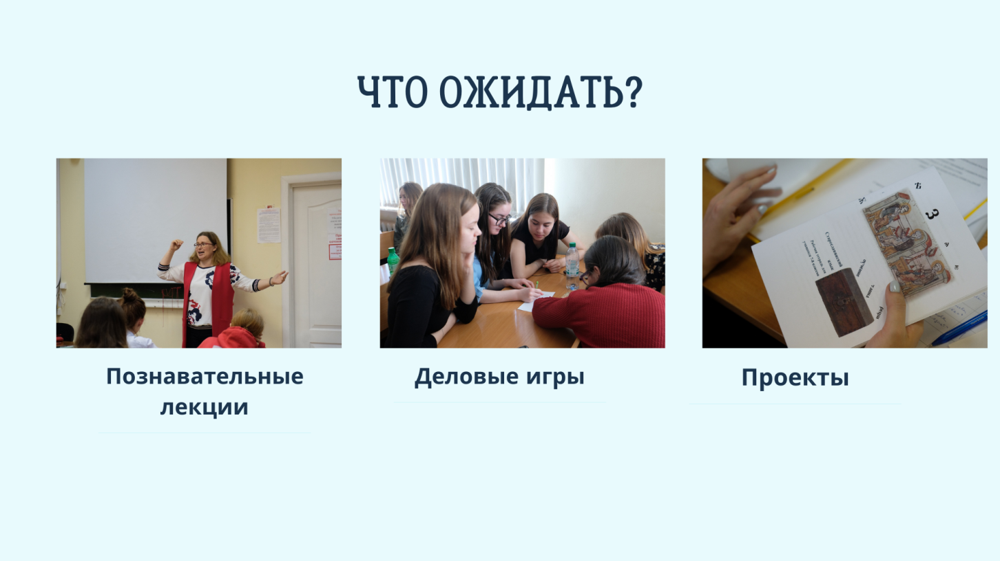 ЧТО ОЖИДАТЬ?
Познавательные
лекции
Деловые игры
Проекты